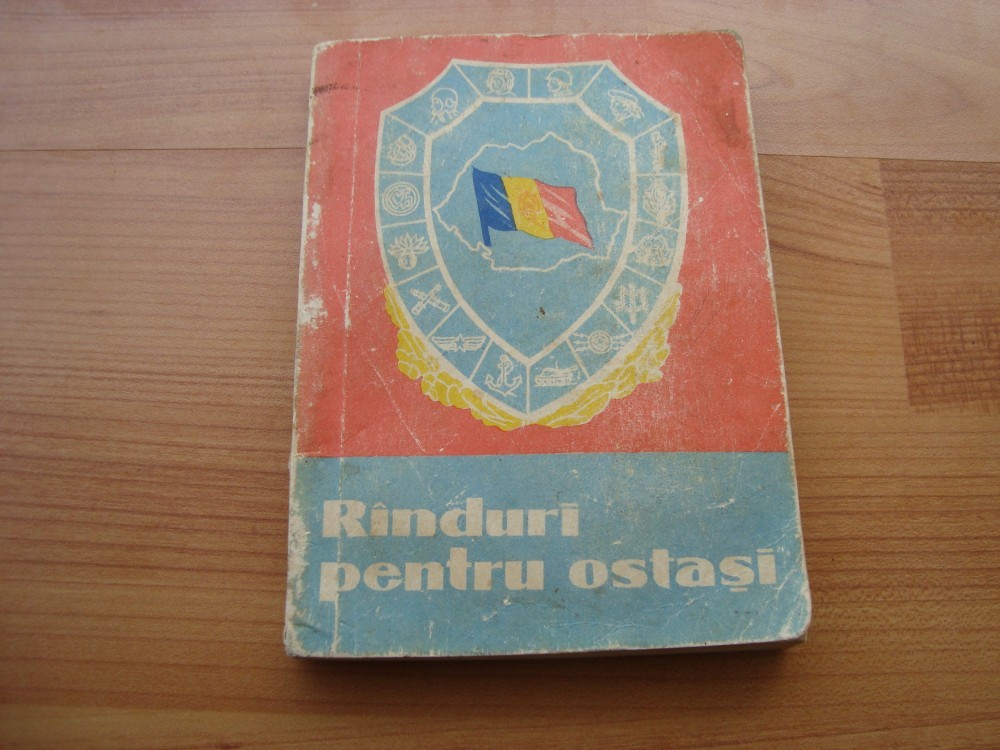 Rînduri
pentru ostași